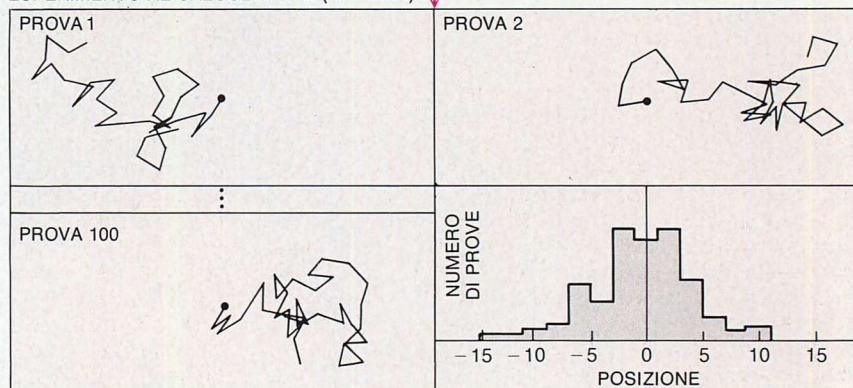 PROVA 1
PROVA 2
PROVA 100
NUMERO
DI PROVE
−15 −10 −5 0 5 10 15
POSIZIONE